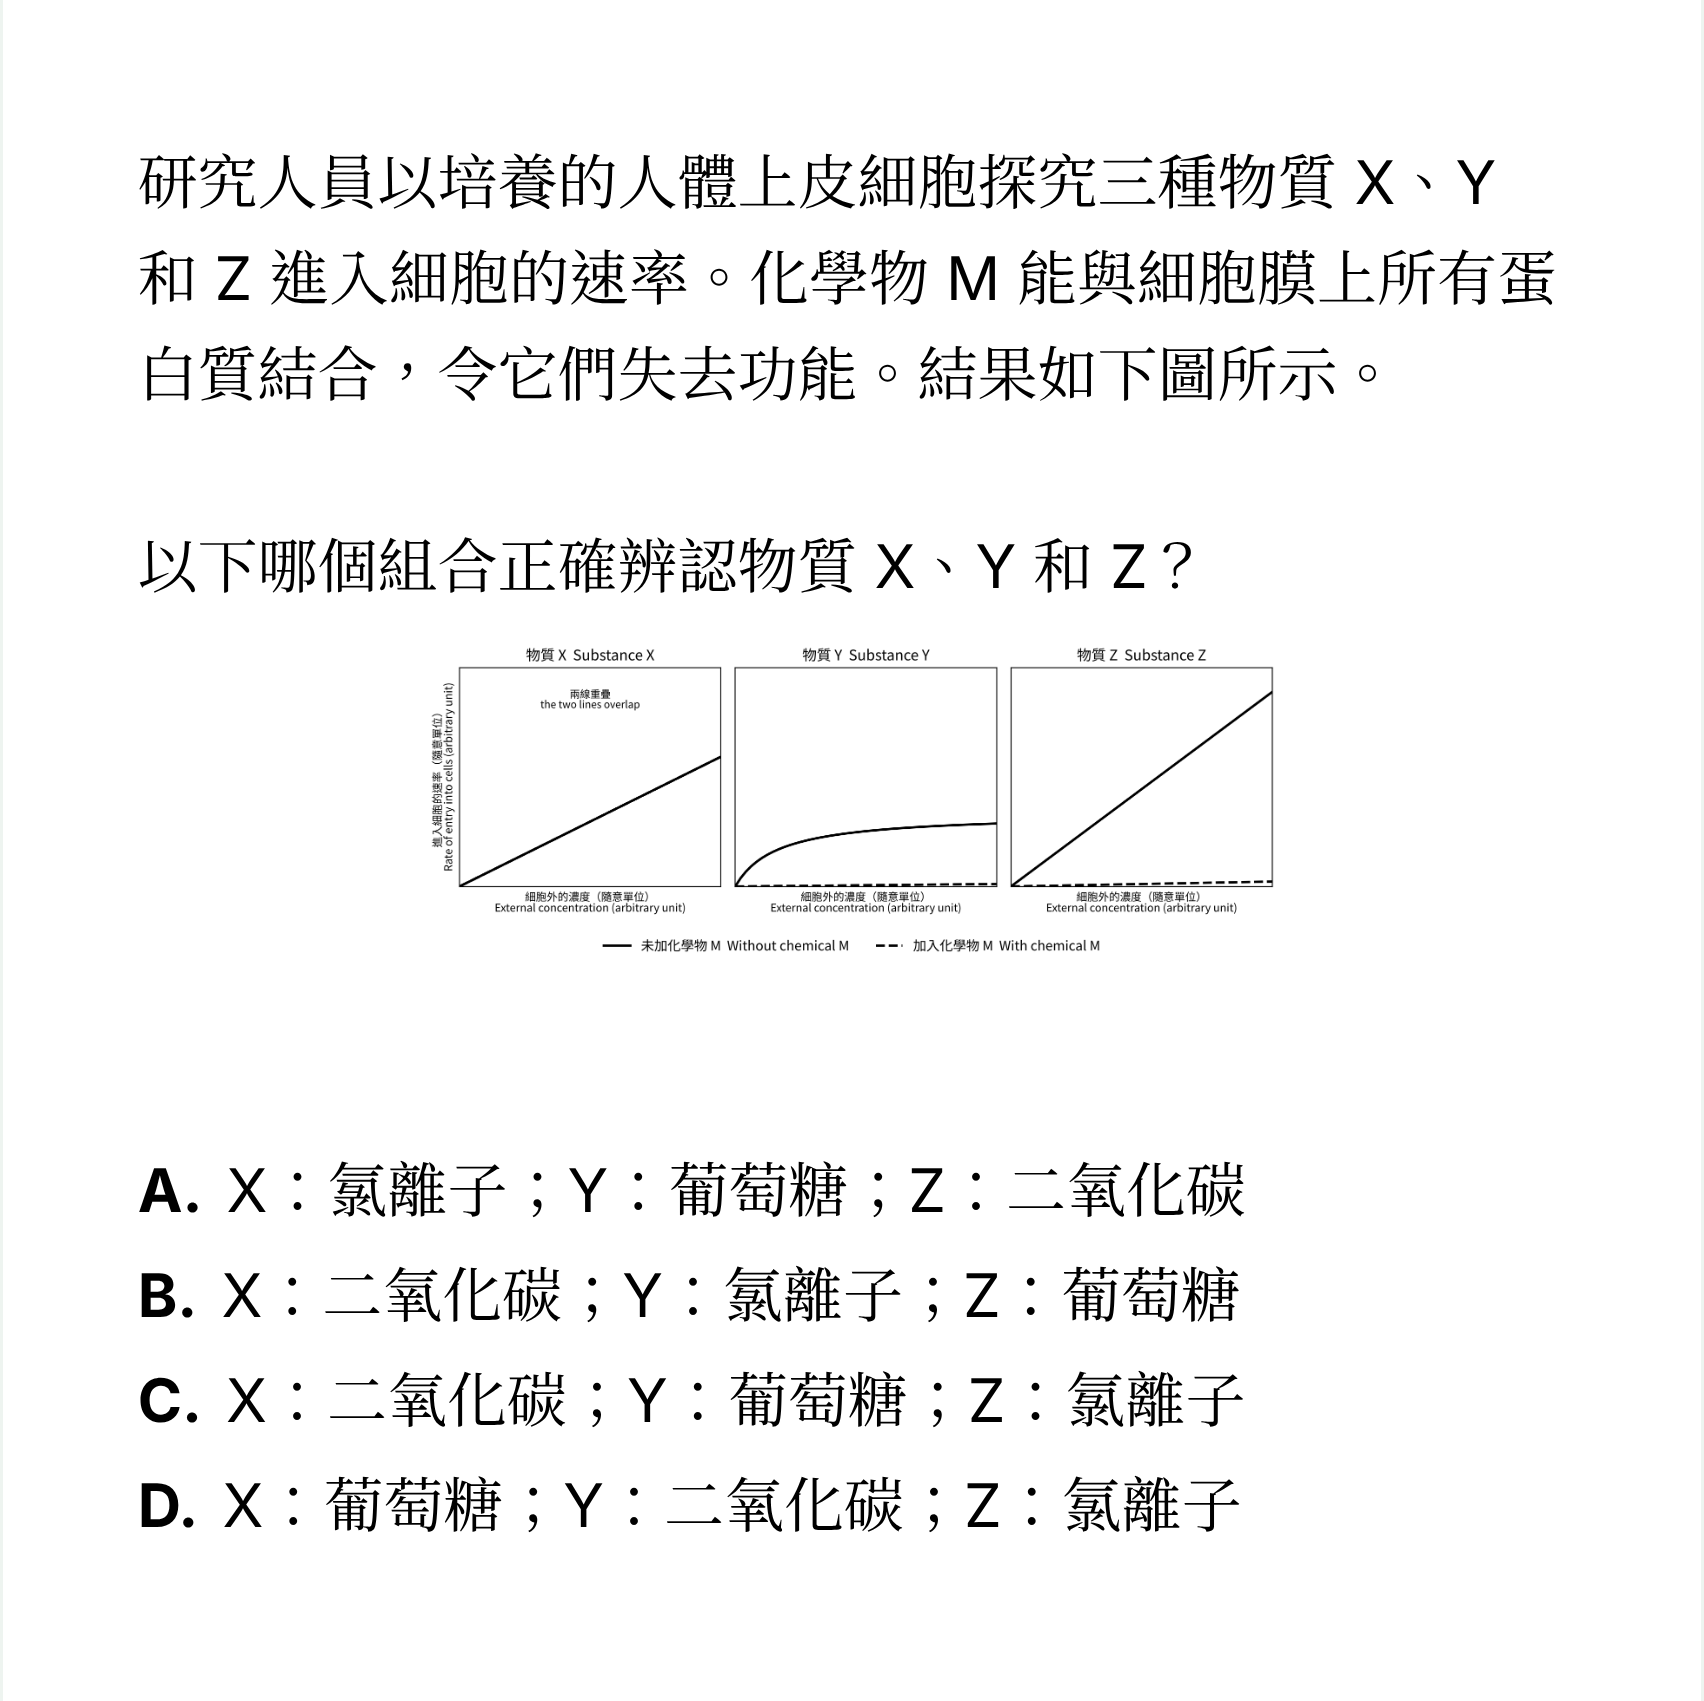 研究人員以培養的人體上皮細胞探究三種物質 X、Y
和 Z 進入細胞的速率。化學物 M 能與細胞膜上所有蛋
白質結合，令它們失去功能。結果如下圖所示。
以下哪個組合正確辨認物質 X、Y 和 Z？
物質 X Substance X
物質 Y Substance Y
物質 Z Substance Z
兩線重疊
the two lines overlap
進入細胞的速率（隨意單位）
Rate of entry into cells (arbitrary unit)
細胞外的濃度（隨意單位）
External concentration (arbitrary unit)
細胞外的濃度（隨意單位）
External concentration (arbitrary unit)
細胞外的濃度（隨意單位）
External concentration (arbitrary unit)
未加化學物 M Without chemical M
加入化學物 M With chemical M
A. X：氯離子；Y：葡萄糖；Z：二氧化碳
B. X：二氧化碳；Y：氯離子；Z：葡萄糖
C. X：二氧化碳；Y：葡萄糖；Z：氯離子
D. X：葡萄糖；Y：二氧化碳；Z：氯離子